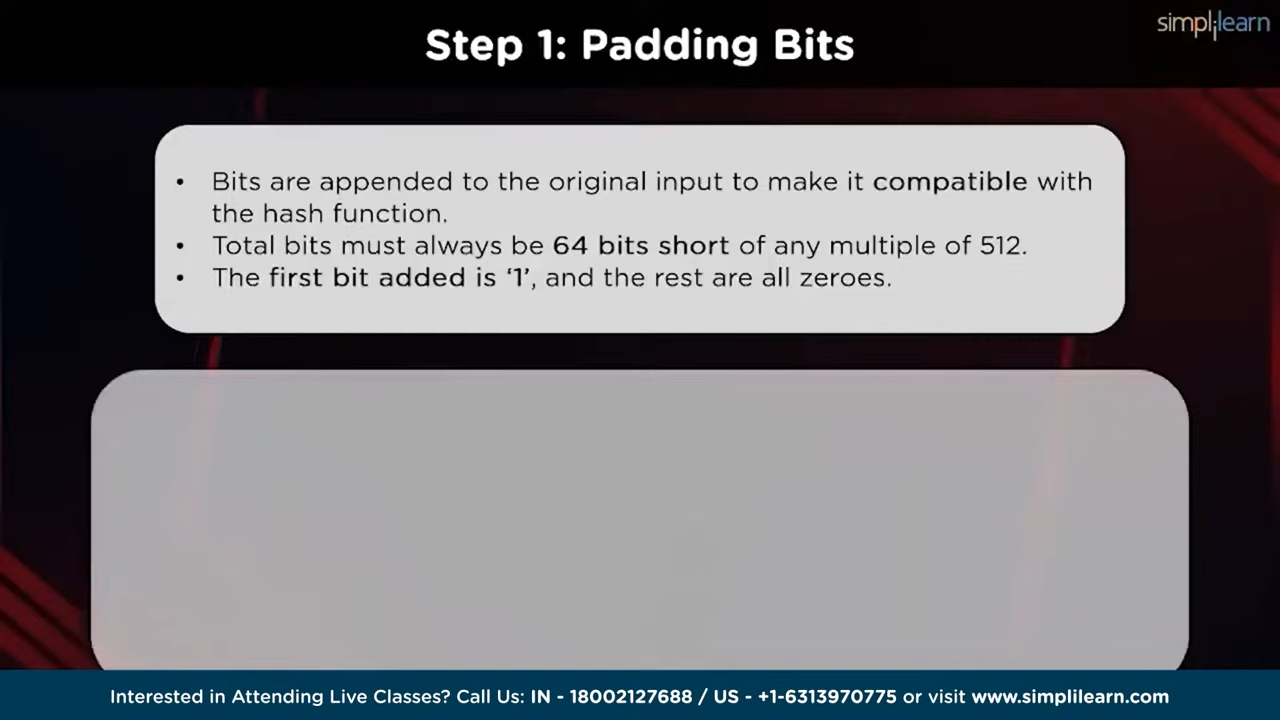 simplilearn
Step 1: Padding Bits
• Bits are appended to the original input to make it compatible with
the hash function.
• Total bits must always be 64 bits short of any multiple of 512.
• The first bit added is ‘1’, and the rest are all zeroes.
Interested in Attending Live Classes? Call Us: IN - 18002127688 / US - +1-6313970775 or visit www.simplilearn.com